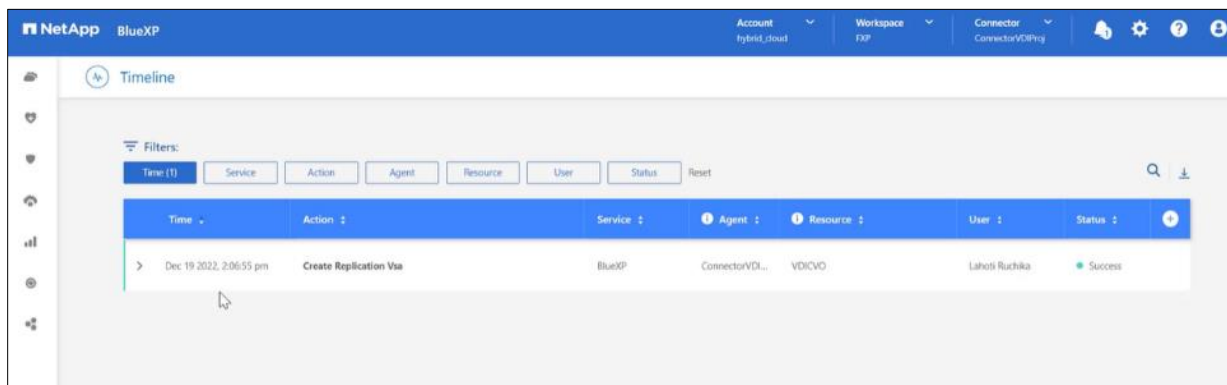 NetApp BlueXP
Account
hybrid_cloud
Workspace
FXP
Connector
ConnectorVDIProj
1
Timeline
Filters:
Time (1) Service Action Agent Resource User Status Reset
Time Action Service Agent Resource User Status
Dec 19 2022, 2:06:55 pm Create Replication Vsa BlueXP ConnectorVDI... VDICVO Lahoti Ruchika Success